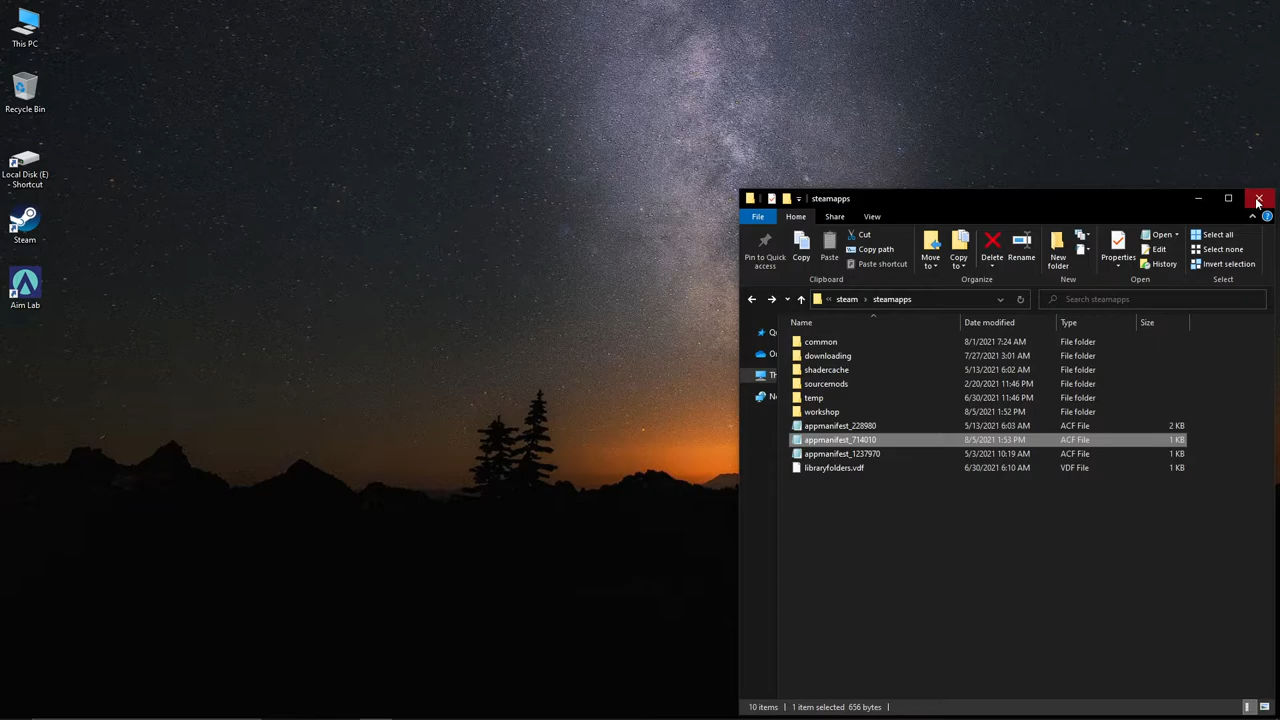 This PC
Recycle Bin
Local Disk (E)
- Shortcut
Steam
Aim Lab
steamapps
File
Home
Share
View
Pin to Quick
access
Copy
Paste
Cut
Copy path
Paste shortcut
Clipboard
Move
to
Copy
to
Delete
Rename
Organize
New
folder
New
Properties
Open
Edit
History
Open
Select all
Select none
Invert selection
Select
« steam › steamapps
Search steamapps
Name Date modified Type Size
common 8/1/2021 7:24 AM File folder
downloading 7/27/2021 3:01 AM File folder
shadercache 5/13/2021 6:02 AM File folder
sourcemods 2/20/2021 11:46 PM File folder
temp 6/30/2021 11:46 PM File folder
workshop 8/5/2021 1:52 PM File folder
appmanifest_228980 5/13/2021 6:03 AM ACF File 2 KB
appmanifest_714010 8/5/2021 1:53 PM ACF File 1 KB
appmanifest_1237970 5/3/2021 10:19 AM ACF File 1 KB
libraryfolders.vdf 6/30/2021 6:10 AM VDF File 1 KB
10 items 1 item selected 656 bytes